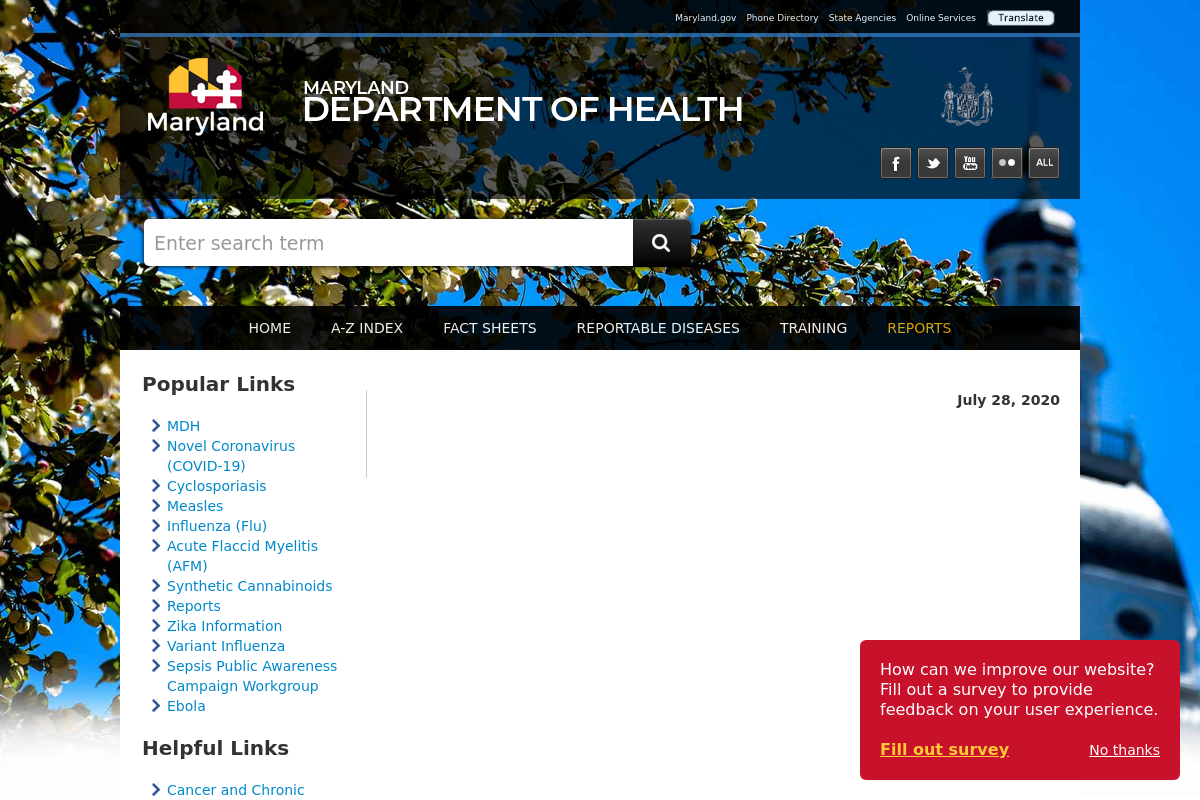 Maryland.gov Phone Directory State Agencies Online Services Translate
Maryland
MARYLAND
DEPARTMENT OF HEALTH
f You Tube ALL
Enter search term
HOME A-Z INDEX FACT SHEETS REPORTABLE DISEASES TRAINING REPORTS
Popular Links
MDH
Novel Coronavirus
(COVID-19)
Cyclosporiasis
Measles
Influenza (Flu)
Acute Flaccid Myelitis
(AFM)
Synthetic Cannabinoids
Reports
Zika Information
Variant Influenza
Sepsis Public Awareness
Campaign Workgroup
Ebola
Helpful Links
Cancer and Chronic
July 28, 2020
How can we improve our website?
Fill out a survey to provide
feedback on your user experience.
Fill out survey No thanks